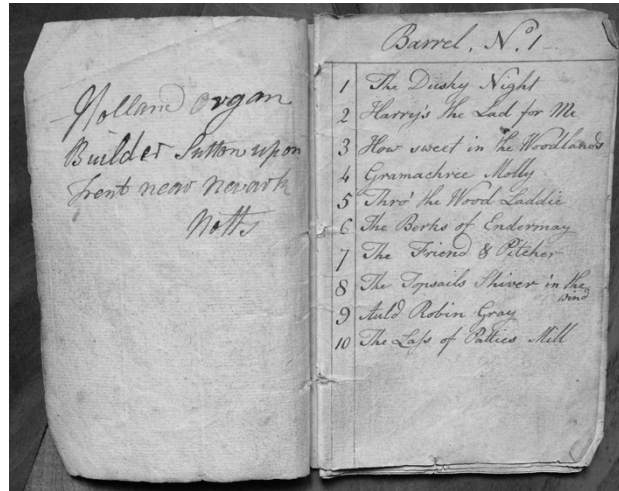 Holland organ
Builder Sutton upon
Trent near Newark
Notts
Barrel, No. 1
1 The Dusky Night
2 Harry's the Lad for Me
3 How sweet in the Woodlands
4 Gramachree Molly
5 Thro' the Wood Laddie
6 The Berks of Endermay
7 The Friend & Pitcher
8 The Topsails Shiver in the
wind
9 Auld Robin Gray
10 The Laſs of Patties Mill